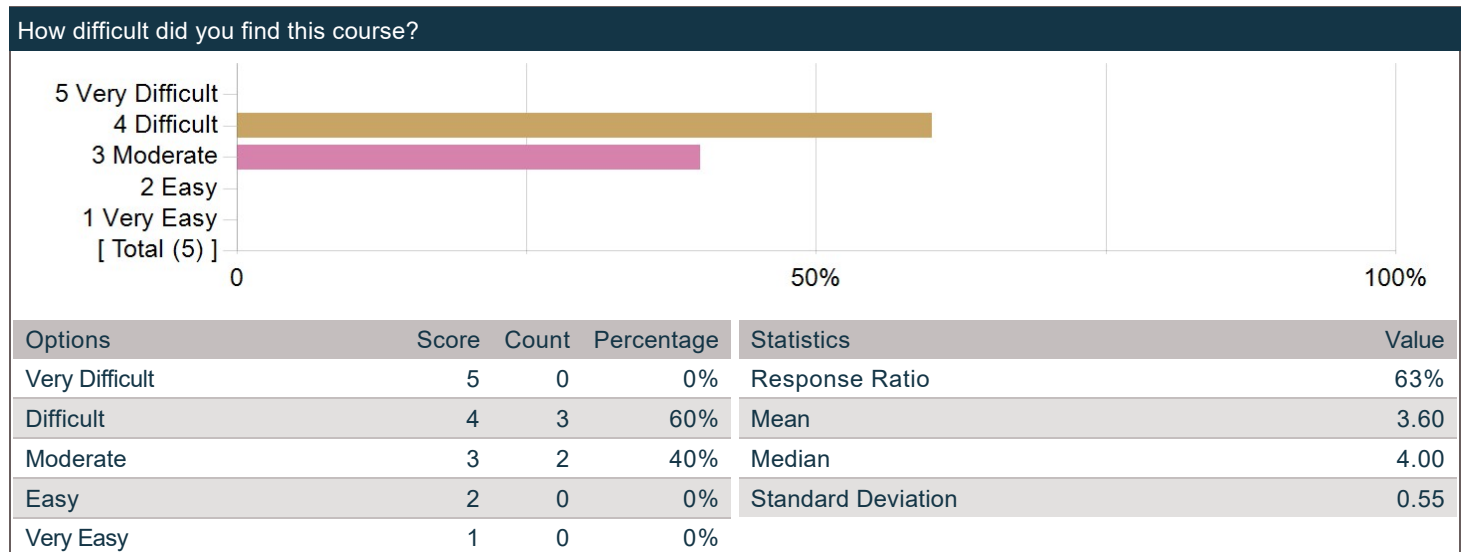 How difficult did you find this course?
5 Very Difficult
4 Difficult
3 Moderate
2 Easy
1 Very Easy
[ Total (5) ]
0 50% 100%
Options Score Count Percentage
Very Difficult 5 0 0%
Difficult 4 3 60%
Moderate 3 2 40%
Easy 2 0 0%
Very Easy 1 0 0%
Statistics Value
Response Ratio 63%
Mean 3.60
Median 4.00
Standard Deviation 0.55